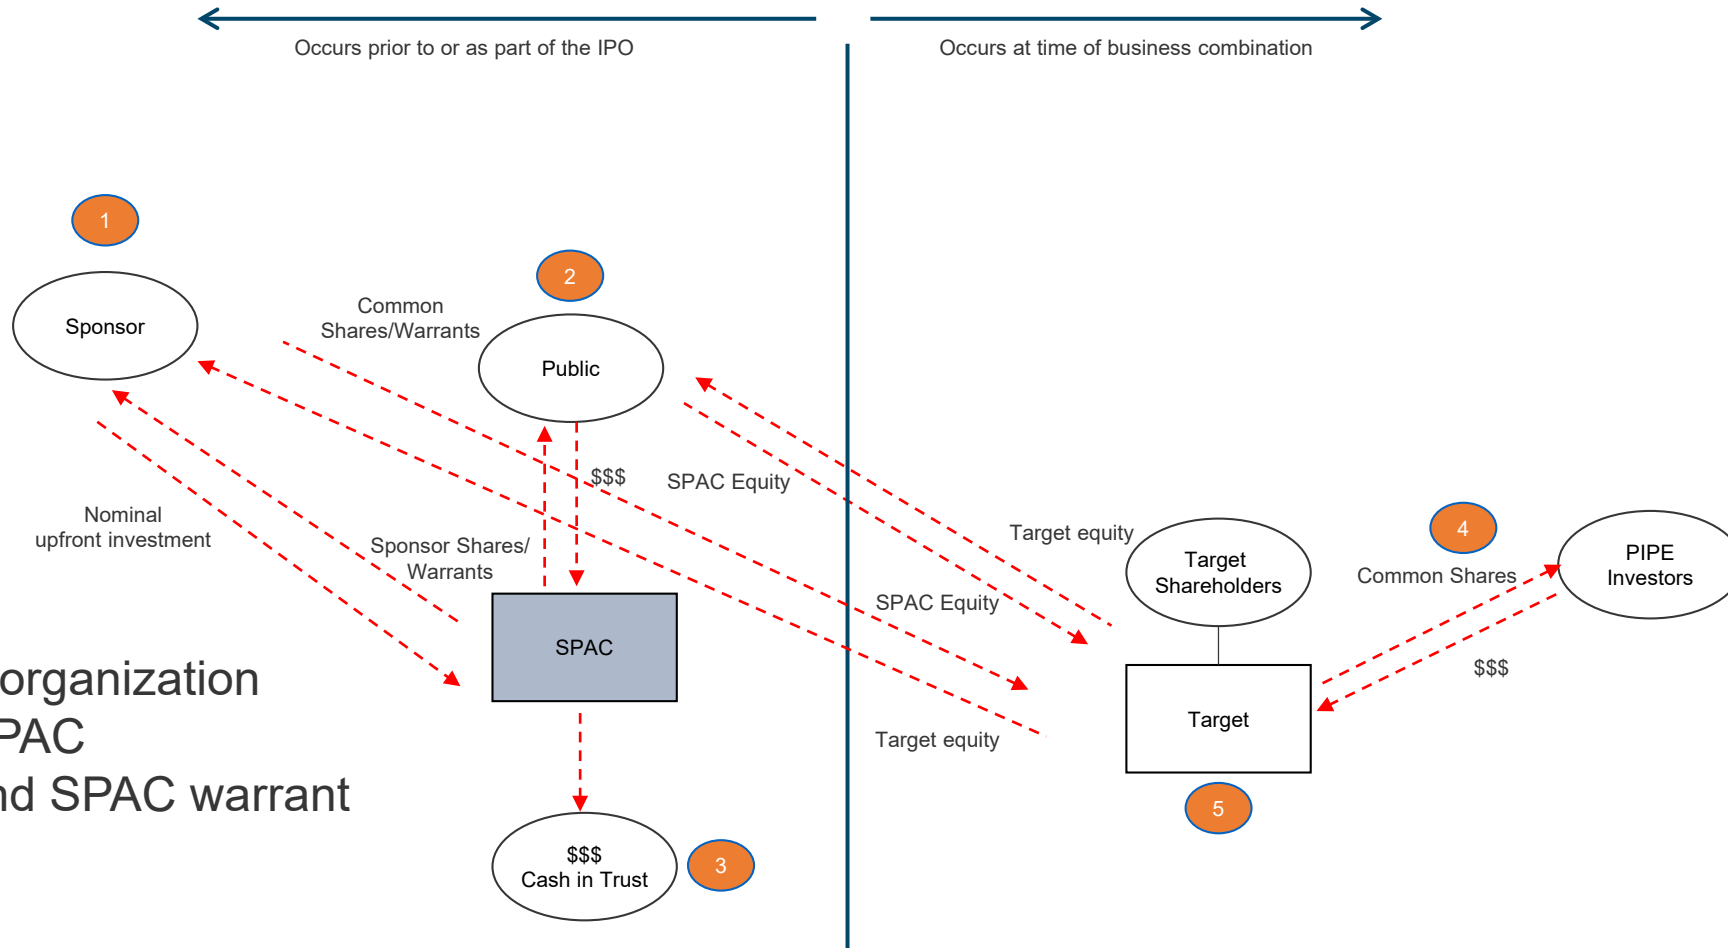 Occurs prior to or as part of the IPO
Occurs at time of business combination
1
2
Sponsor
Common
Shares/Warrants
Public
$$$
SPAC Equity
Nominal
upfront investment
Sponsor Shares/
Warrants
SPAC
Target equity
Target
Shareholders
4
Common Shares
PIPE
Investors
SPAC Equity
$$$
Target
Target equity
5
organization
PAC
nd SPAC warrant
$$$
Cash in Trust
3